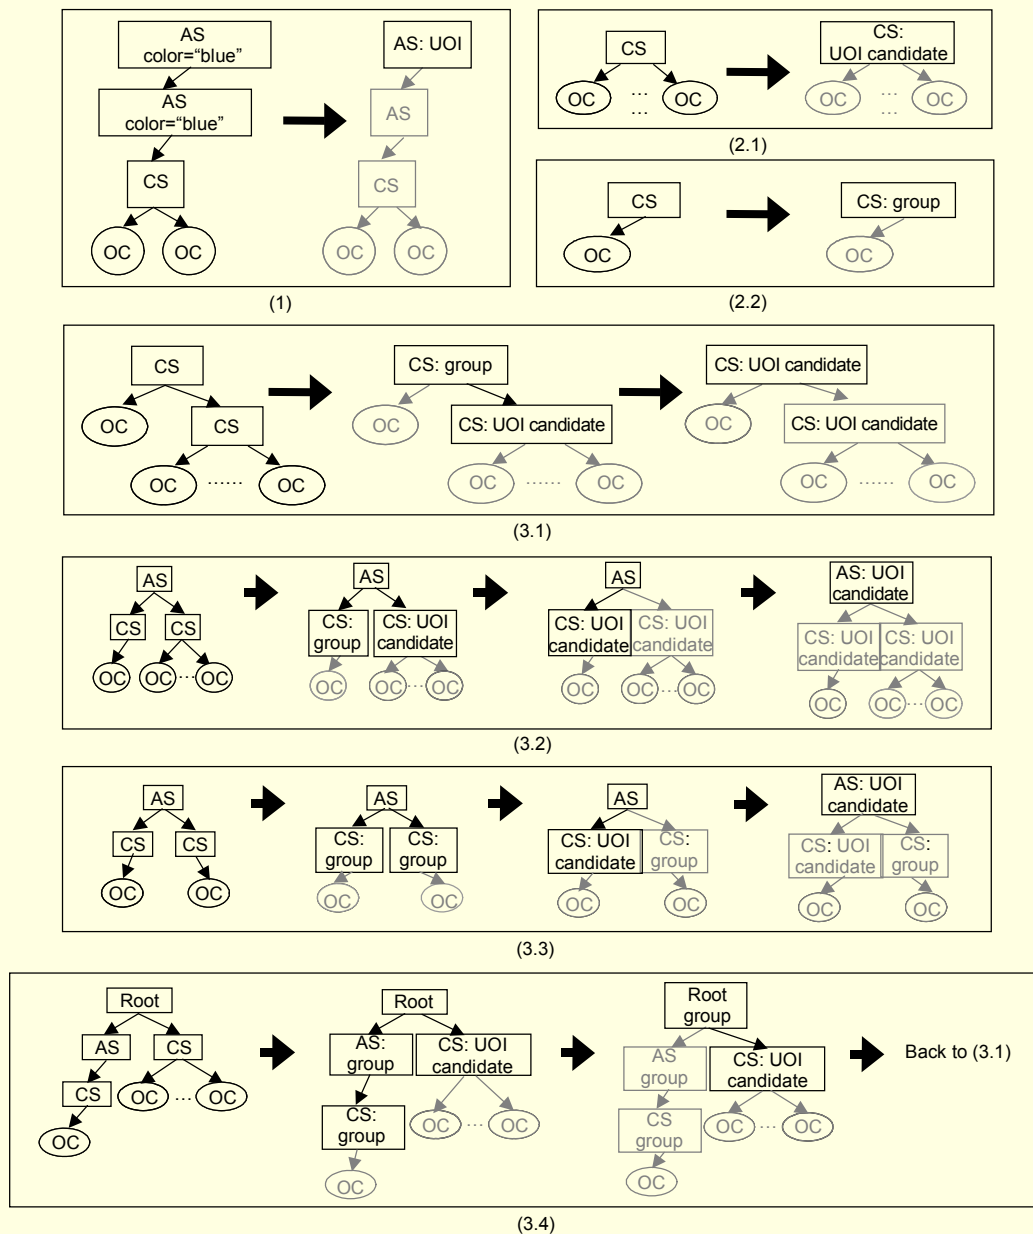 AS
color=“blue”
AS
color=“blue”
CS
OC OC
AS: UOI
AS
CS
OC OC
(1)
CS
OC ... ... OC
CS:
UOI candidate
OC ... ... OC
(2.1)
CS
OC
CS: group
OC
(2.2)
CS
OC
CS
OC ...... OC
CS: group
OC
CS: UOI candidate
OC ...... OC
CS: UOI candidate
OC
CS: UOI candidate
OC ...... OC
(3.1)
AS
CS CS
OC OC ... OC
AS
CS: group
CS: UOI candidate
OC OC ... OC
AS
CS: UOI candidate
CS: UOI candidate
OC OC ... OC
AS: UOI
candidate
CS: UOI candidate
CS: UOI candidate
OC OC ... OC
(3.2)
AS
CS CS
OC OC
AS
CS: group
CS: group
OC OC
AS
CS: UOI candidate
CS: group
OC OC
AS: UOI
candidate
CS: UOI candidate
CS: group
OC OC
(3.3)
Root
AS CS
CS OC ... OC
OC
Root
AS: group
CS: UOI candidate
CS: group
OC ... OC
OC
Root
group
AS group
CS: UOI candidate
CS group
OC ... OC
OC
Back to (3.1)
(3.4)